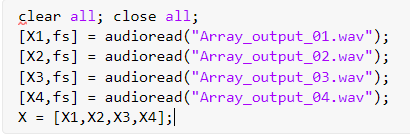 clear all; close all;
[X1,fs] = audioread("Array_output_01.wav");
[X2,fs] = audioread("Array_output_02.wav");
[X3,fs] = audioread("Array_output_03.wav");
[X4,fs] = audioread("Array_output_04.wav");
X = [X1,X2,X3,X4];